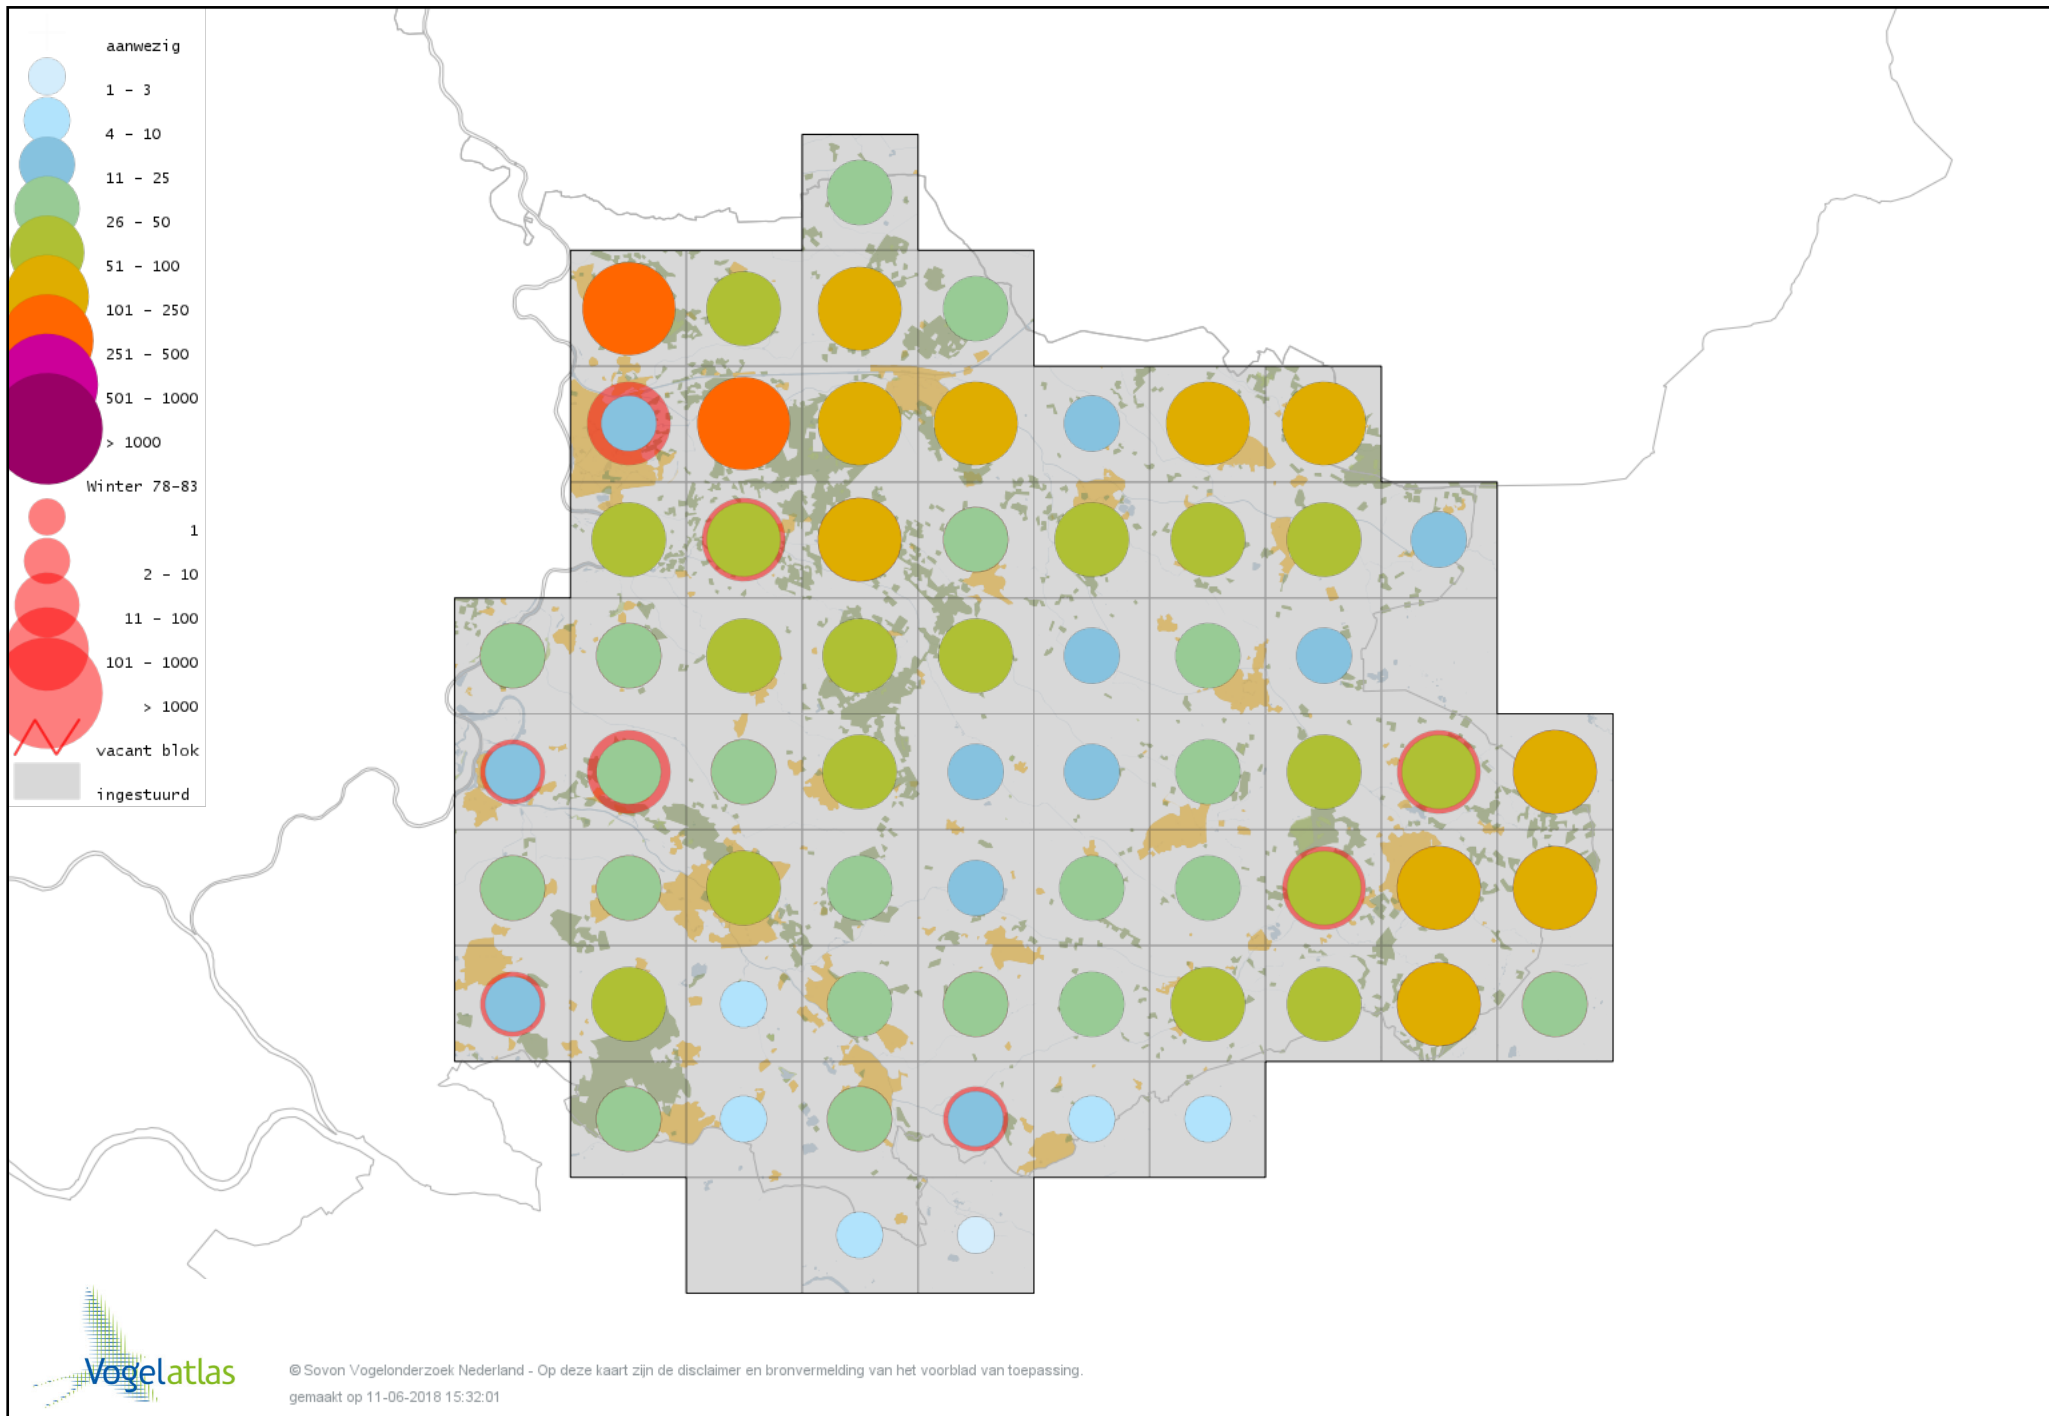 aanwezig
1 - 3
4 - 10
11 - 25
26 - 50
51 - 100
101 - 250
251 - 500
501 - 1000
> 1000
Winter 78-83
1
2 - 10
11 - 100
101 - 1000
> 1000
vacant blok
ingestuurd
Vogelatlas
© Sovon Vogelonderzoek Nederland - Op deze kaart zijn de disclaimer en bronvermelding van het voorblad van toepassing.
gemaakt op 11-06-2018 15:32:01